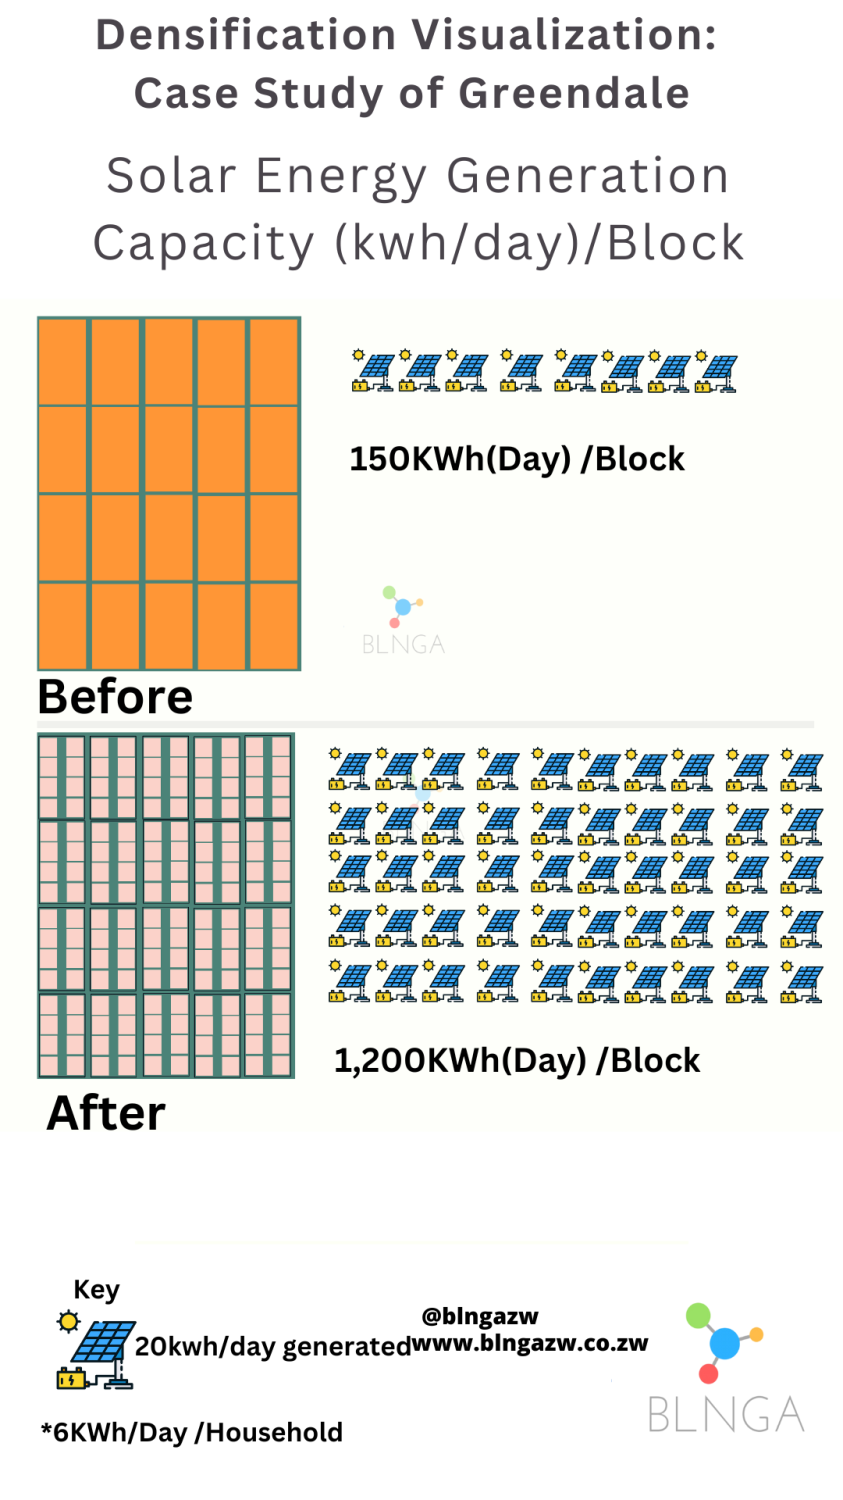 Densification Visualization:
Case Study of Greendale
Solar Energy Generation
Capacity (kwh/day)/Block
150KWh(Day) /Block
BLNGA
Before
1,200KWh(Day) /Block
After
Key
20kwh/day generated
@blngazw
www.blngazw.co.zw
BLNGA
*6KWh/Day /Household